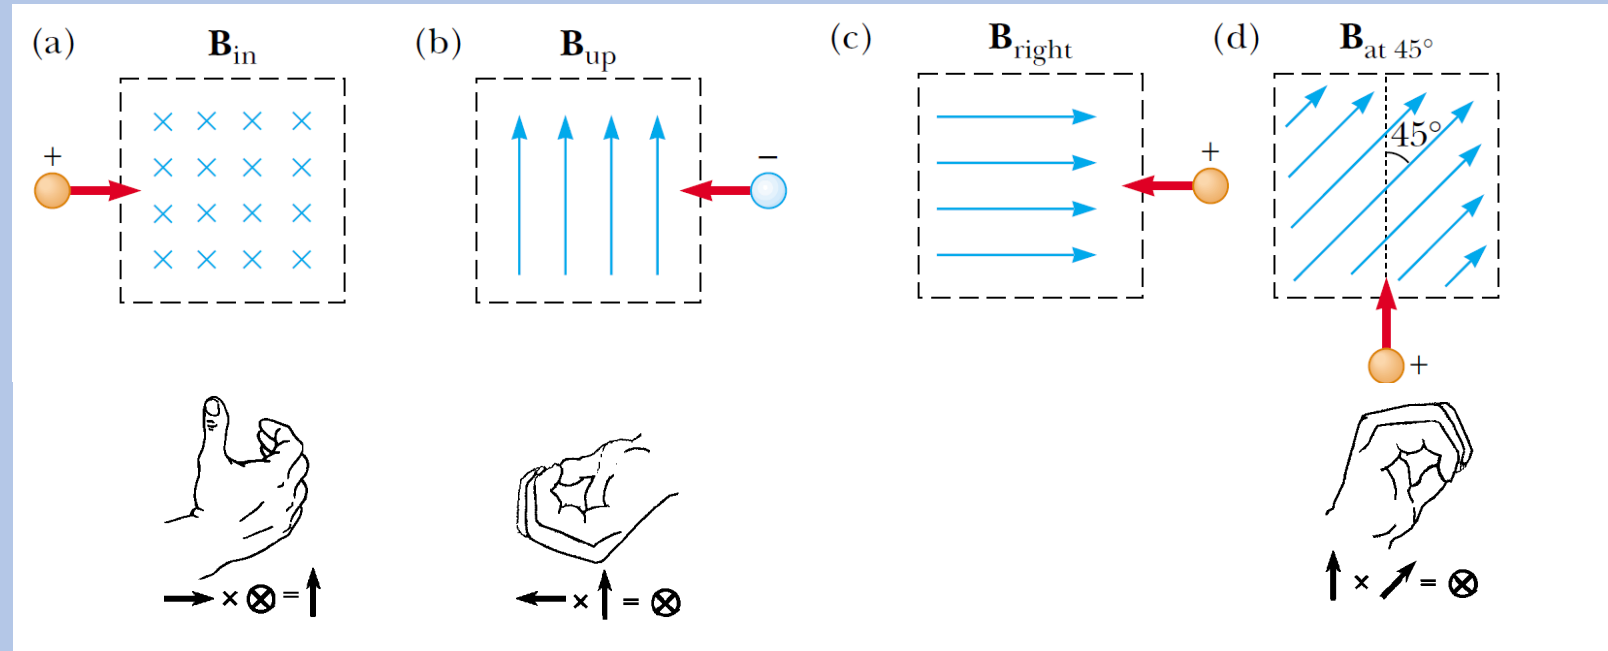 (a) B_in
(b) B_up
(c) B_right
(d) B_at 45°
× × × ×
× × × ×
× × × ×
× × × ×
+
−
+
45°
+
→ × ⊗ = ↑
← × ↑ = ⊗
↑ × ↗ = ⊗